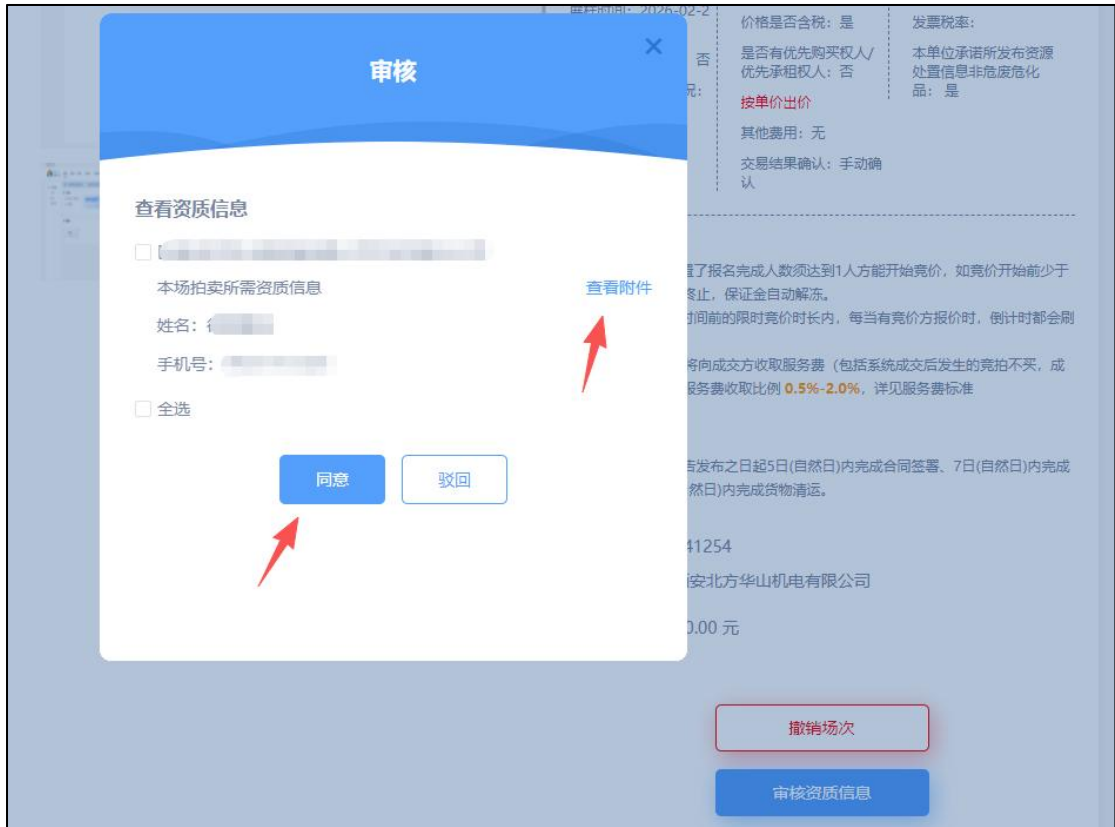 审核
查看资质信息
本场拍卖所需资质信息
查看附件
姓名：
手机号：
全选
同意
驳回
展样时间：2026-02-2
否
况：
价格是否含税：是
是否有优先购买权人/
优先承租权人：否
按单价出价
其他费用：无
交易结果确认：手动确
认
发票税率：
本单位承诺所发布资源
处置信息非危废危化
品：是
置了报名完成人数须达到1人方能开始竞价，如竞价开始前少于
终止，保证金自动解冻。
时间前的限时竞价时长内，每当有竞价方报价时，倒计时都会刷
将向成交方收取服务费（包括系统成交后发生的竞拍不买，成
服务费收取比例 0.5%-2.0%，详见服务费标准
告发布之日起5日(自然日)内完成合同签署、7日(自然日)内完成
然日)内完成货物清运。
41254
西安北方华山机电有限公司
0.00 元
撤销场次
审核资质信息